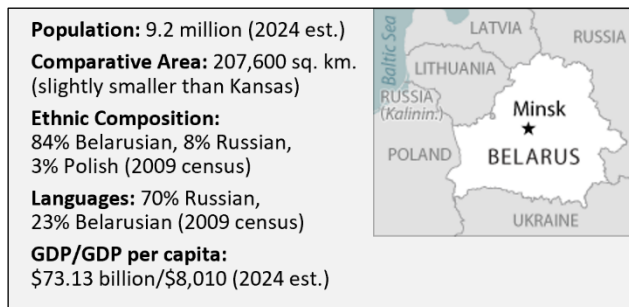 Population: 9.2 million (2024 est.)
Comparative Area: 207,600 sq. km.
(slightly smaller than Kansas)
Ethnic Composition:
84% Belarusian, 8% Russian,
3% Polish (2009 census)
Languages: 70% Russian,
23% Belarusian (2009 census)
GDP/GDP per capita:
$73.13 billion/$8,010 (2024 est.)
Baltic Sea
LATVIA
RUSSIA
LITHUANIA
RUSSIA
(Kalinin.)
Minsk
POLAND
BELARUS
UKRAINE